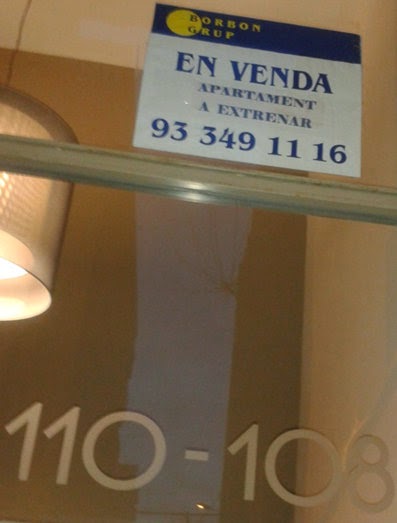 BORBON
GRUP
EN VENDA
APARTAMENT
A EXTRENAR
93 349 11 16
110-108